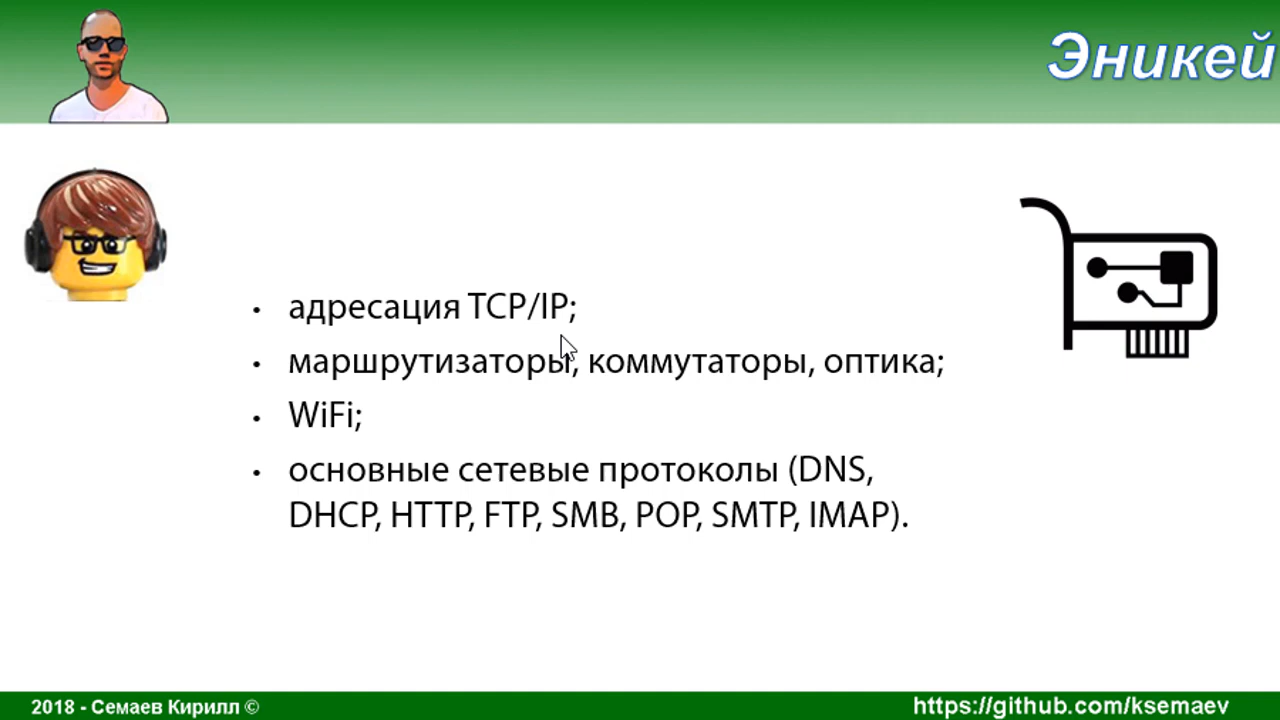 Эникей
• адресация TCP/IP;
• маршрутизаторы, коммутаторы, оптика;
• WiFi;
• основные сетевые протоколы (DNS,
DHCP, HTTP, FTP, SMB, POP, SMTP, IMAP).
2018 - Семаев Кирилл ©
https://github.com/ksemaev